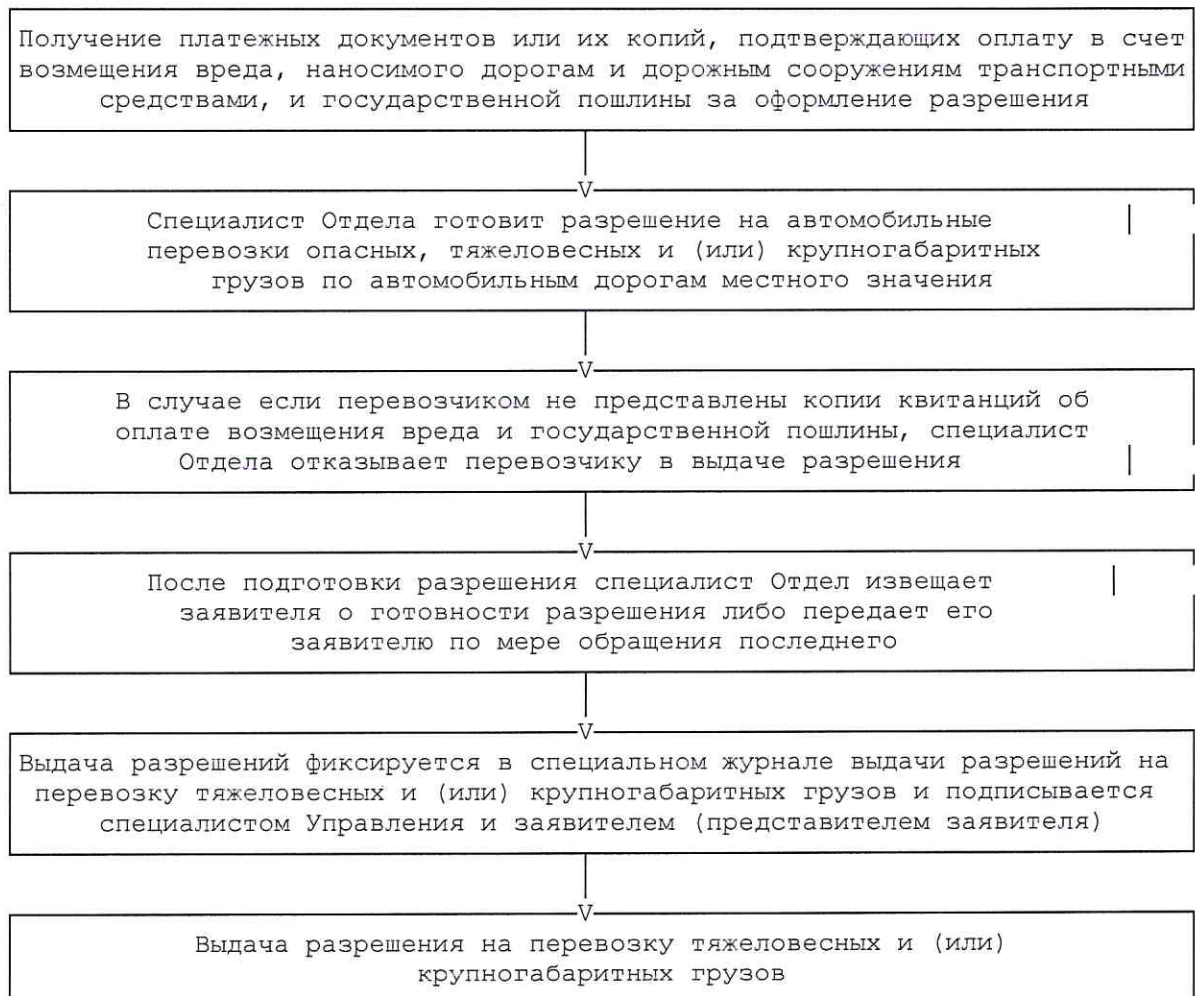 Получение платежных документов или их копий, подтверждающих оплату в счет
возмещения вреда, наносимого дорогам и дорожным сооружениям транспортными
средствами, и государственной пошлины за оформление разрешения
V
Специалист Отдела готовит разрешение на автомобильные
перевозки опасных, тяжеловесных и (или) крупногабаритных
грузов по автомобильным дорогам местного значения
V
В случае если перевозчиком не представлены копии квитанций об
оплате возмещения вреда и государственной пошлины, специалист
Отдела отказывает перевозчику в выдаче разрешения
V
После подготовки разрешения специалист Отдел извещает
заявителя о готовности разрешения либо передает его
заявителю по мере обращения последнего
V
Выдача разрешений фиксируется в специальном журнале выдачи разрешений на
перевозку тяжеловесных и (или) крупногабаритных грузов и подписывается
специалистом Управления и заявителем (представителем заявителя)
V
Выдача разрешения на перевозку тяжеловесных и (или)
крупногабаритных грузов